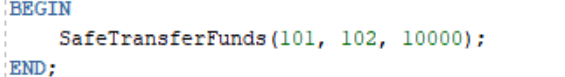 BEGIN
    SafeTransferFunds(101, 102, 10000);
END;